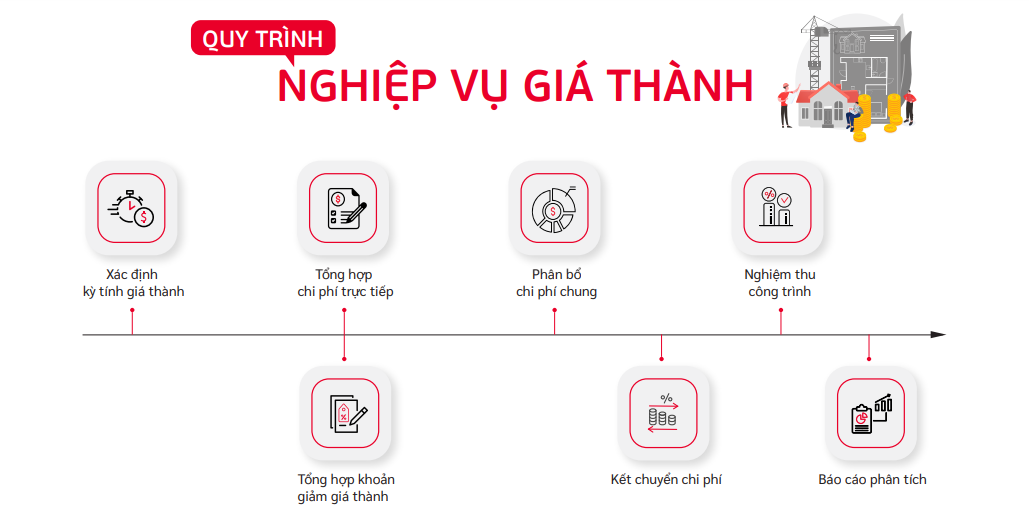 QUY TRÌNH
NGHIỆP VỤ GIÁ THÀNH
Xác định
kỳ tính giá thành
Tổng hợp
chi phí trực tiếp
Phân bổ
chi phí chung
Nghiệm thu
công trình
Tổng hợp khoản
giảm giá thành
Kết chuyển chi phí
Báo cáo phân tích